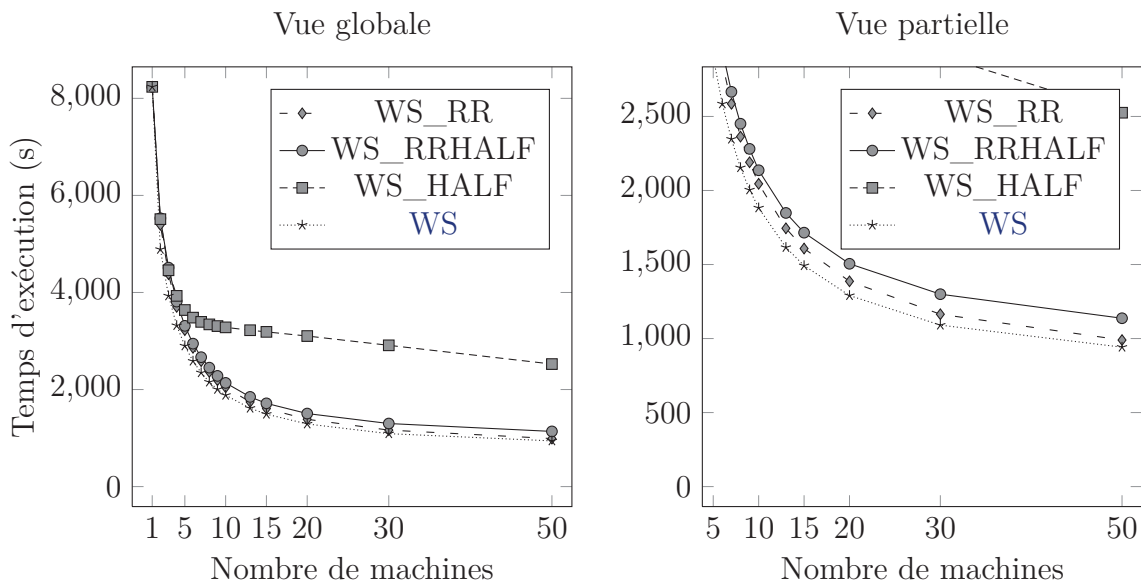 Vue globale
Temps d'exécution (s)
8,000
6,000
4,000
2,000
0
WS_RR
WS_RRHALF
WS_HALF
WS
1 5 10 15 20 30 50
Nombre de machines
Vue partielle
2,500
2,000
1,500
1,000
500
0
WS_RR
WS_RRHALF
WS_HALF
WS
5 10 15 20 30 50
Nombre de machines